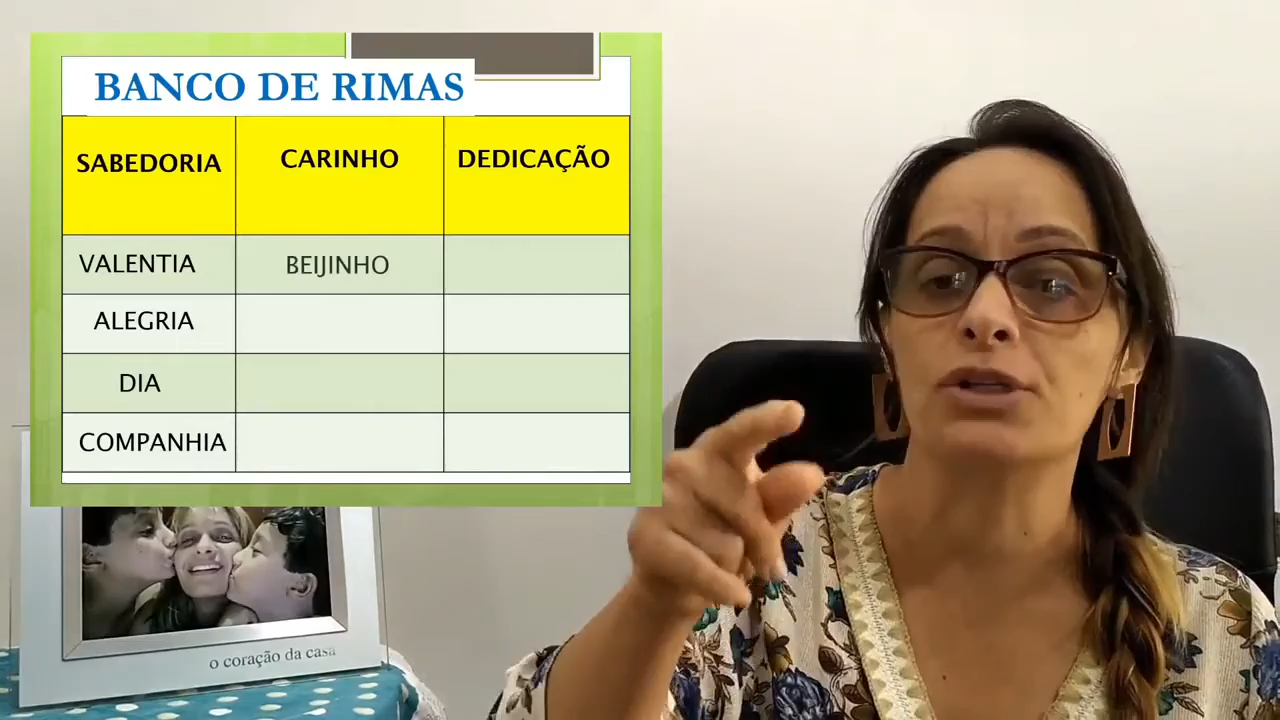 BANCO DE RIMAS
SABEDORIA CARINHO DEDICAÇÃO
VALENTIA BEIJINHO
ALEGRIA
DIA
COMPANHIA
o coração da casa